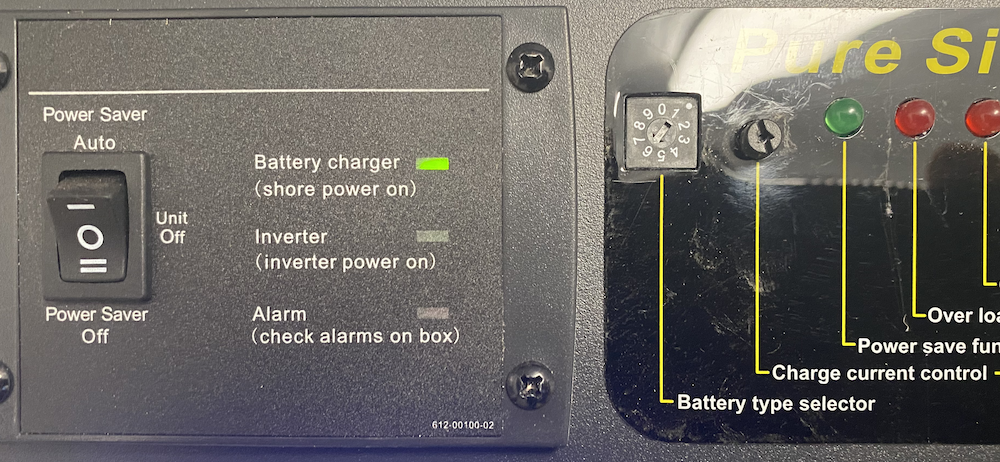 Power Saver
Auto
I
O
II
Unit
Off
Power Saver
Off
Battery charger
(shore power on)
Inverter
(inverter power on)
Alarm
(check alarms on box)
612-00100-02
Pure Si
0 1 2 3 4 5 6 7 8 9
Over loa
Power save fun
Charge current control
Battery type selector